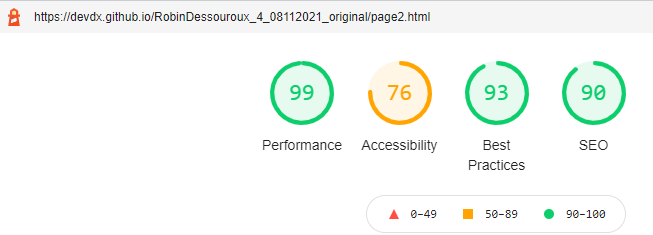 https://devdx.github.io/RobinDessouroux_4_08112021_original/page2.html
99 76 93 90
Performance Accessibility Best Practices SEO
0–49 50–89 90–100